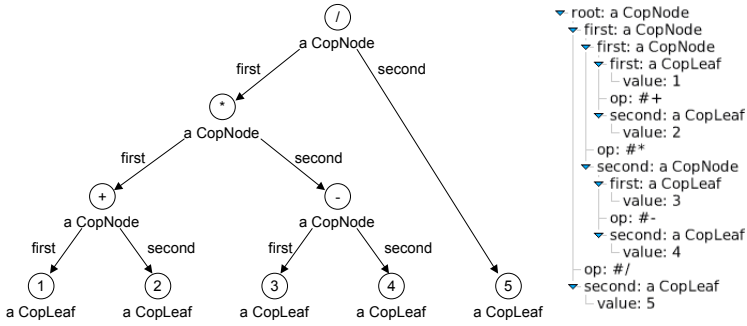 /
a CopNode
first
second
*
a CopNode
first
second
+
a CopNode
-
a CopNode
first
second
first
second
1
2
3
4
5
a CopLeaf
a CopLeaf
a CopLeaf
a CopLeaf
a CopLeaf
root: a CopNode
first: a CopNode
first: a CopNode
first: a CopLeaf
value: 1
op: #+
second: a CopLeaf
value: 2
op: #*
second: a CopNode
first: a CopLeaf
value: 3
op: #-
second: a CopLeaf
value: 4
op: #/
second: a CopLeaf
value: 5